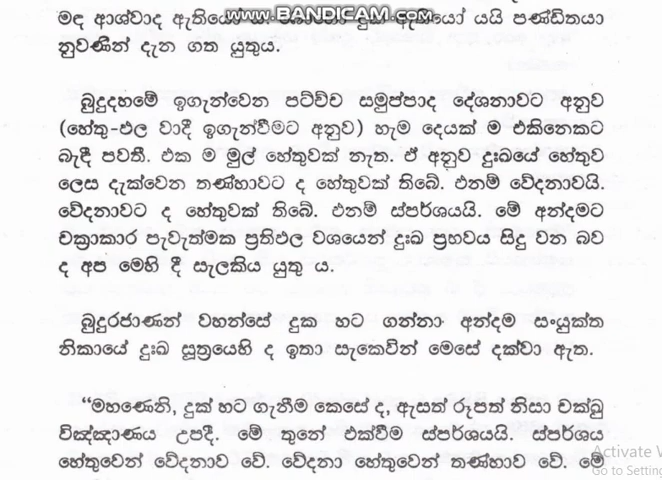 මඳ ආශ්වාද ඇතියෝ ය
යයි පණ්ඩිතයා
www.BANDICAM.com
නුවණින් දැන ගත යුතුය.
බුදුදහමේ ඉගැන්වෙන පටිච්ච සමුප්පාද දේශනාවට අනුව
(හේතු-ඵල වාදී ඉගැන්වීමට අනුව) හැම දෙයක් ම එකිනෙකට
බැදී පවතී. එක ම මුල් හේතුවක් නැත. ඒ අනුව දුඃඛයේ හේතුව
ලෙස දැක්වෙන තණ්හාවට ද හේතුවක් තිබේ. එනම් වේදනාවයි.
වේදනාවට ද හේතුවක් තිබේ. එනම් ස්පර්ශයයි. මේ අන්දමට
චක්‍රාකාර පැවැත්මක ප්‍රතිඵල වශයෙන් දුඃඛ ප්‍රභවය සිදු වන බව
ද අප මෙහි දී සැලකිය යුතු ය.
බුදුරජාණන් වහන්සේ දුක හට ගන්නා අන්දම සංයුක්ත
නිකායේ දුඃඛ සූත්‍රයෙහි ද ඉතා සැකෙවින් මෙසේ දක්වා ඇත.
“මහණෙනි, දුක් හට ගැනීම කෙසේ ද, ඇසත් රූපත් නිසා චක්ඛු
විඤ්ඤාණය උපදී. මේ තුනේ එක්වීම ස්පර්ශයයි. ස්පර්ශය
හේතුවෙන් වේදනාව වේ. වේදනා හේතුවෙන් තණ්හාව වේ. මේ
Activate
Go to